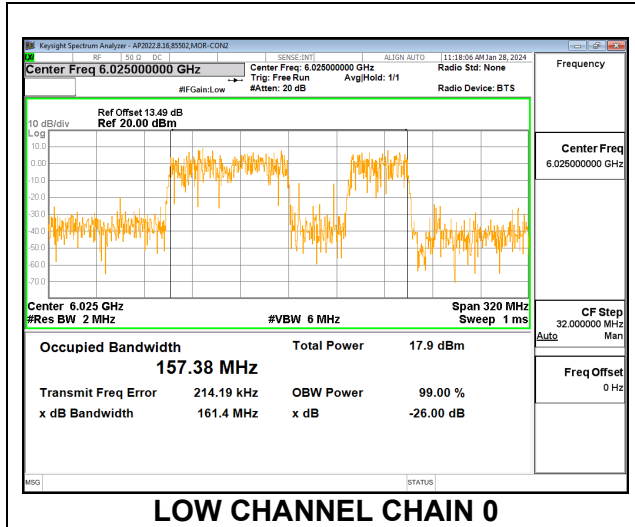 Keysight Spectrum Analyzer - AP2022.8.16,85502,MOR-CON2
RF 50 Ω DC SENSE:INT ALIGN AUTO 11:18:06 AM Jan 28, 2024
Center Freq 6.025000000 GHz
Center Freq: 6.025000000 GHz Radio Std: None
Trig: Free Run Avg|Hold: 1/1
#IFGain:Low #Atten: 20 dB Radio Device: BTS
Frequency
Ref Offset 13.49 dB
10 dB/div Ref 20.00 dBm
Log
10.0
0.00
-10.0
-20.0
-30.0
-40.0
-50.0
-60.0
-70.0
Center 6.025 GHz Span 320 MHz
#Res BW 2 MHz #VBW 6 MHz Sweep 1 ms
Center Freq
6.025000000 GHz
CF Step
32.000000 MHz
Auto Man
Freq Offset
0 Hz
Occupied Bandwidth Total Power 17.9 dBm
157.38 MHz
Transmit Freq Error 214.19 kHz OBW Power 99.00 %
x dB Bandwidth 161.4 MHz x dB -26.00 dB
MSG STATUS
LOW CHANNEL CHAIN 0